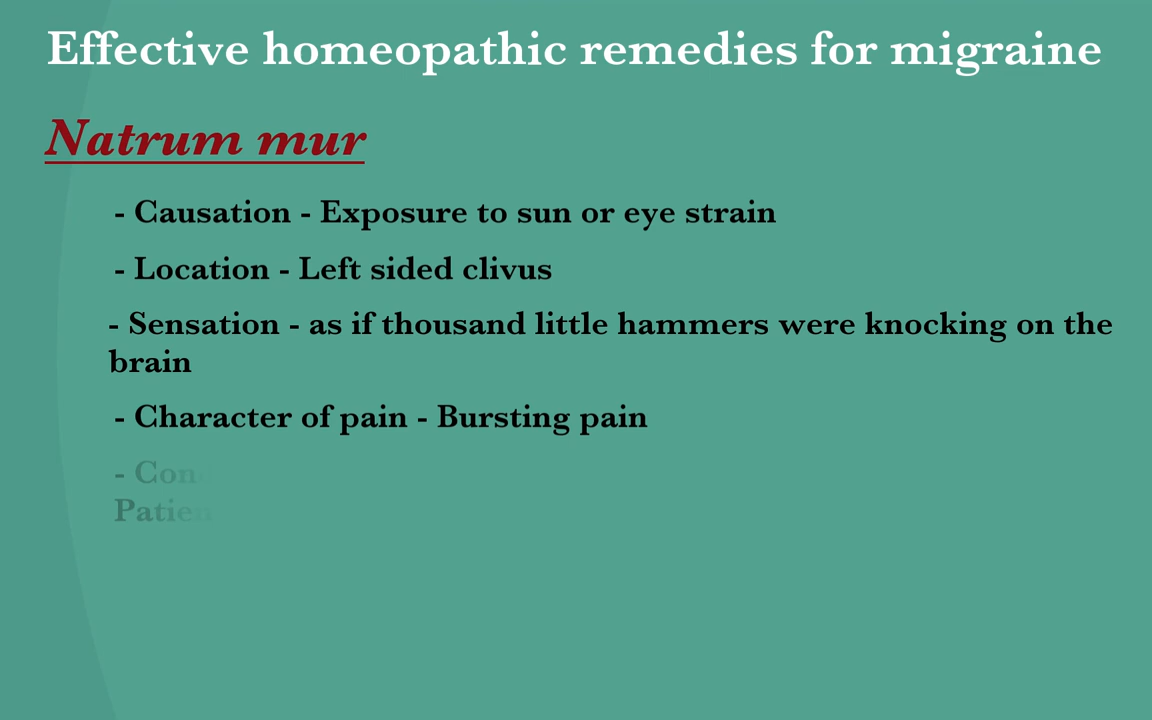 Effective homeopathic remedies for migraine
Natrum mur
- Causation - Exposure to sun or eye strain
- Location - Left sided clivus
- Sensation - as if thousand little hammers were knocking on the
brain
- Character of pain - Bursting pain